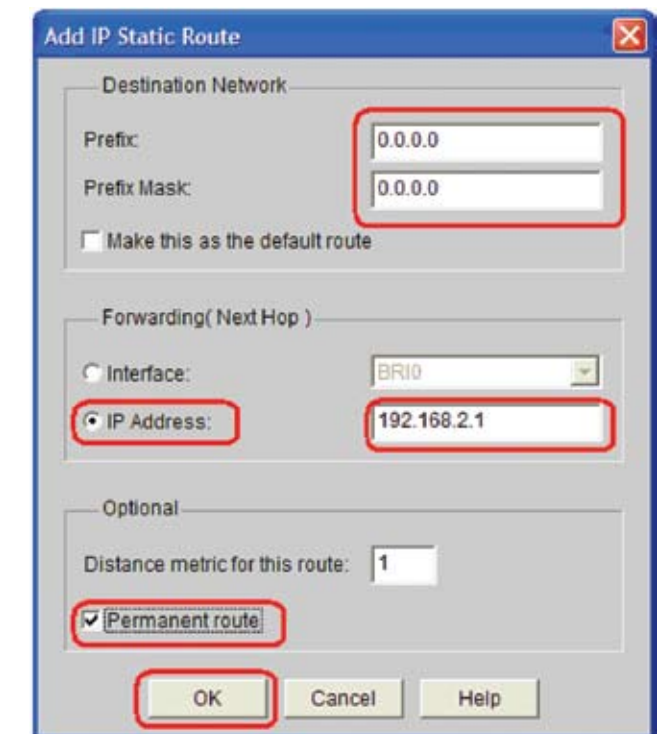 Add IP Static Route
Destination Network
Prefix: 0.0.0.0
Prefix Mask: 0.0.0.0
Make this as the default route
Forwarding( Next Hop )
Interface: BRI0
IP Address: 192.168.2.1
Optional
Distance metric for this route: 1
Permanent route
OK Cancel Help